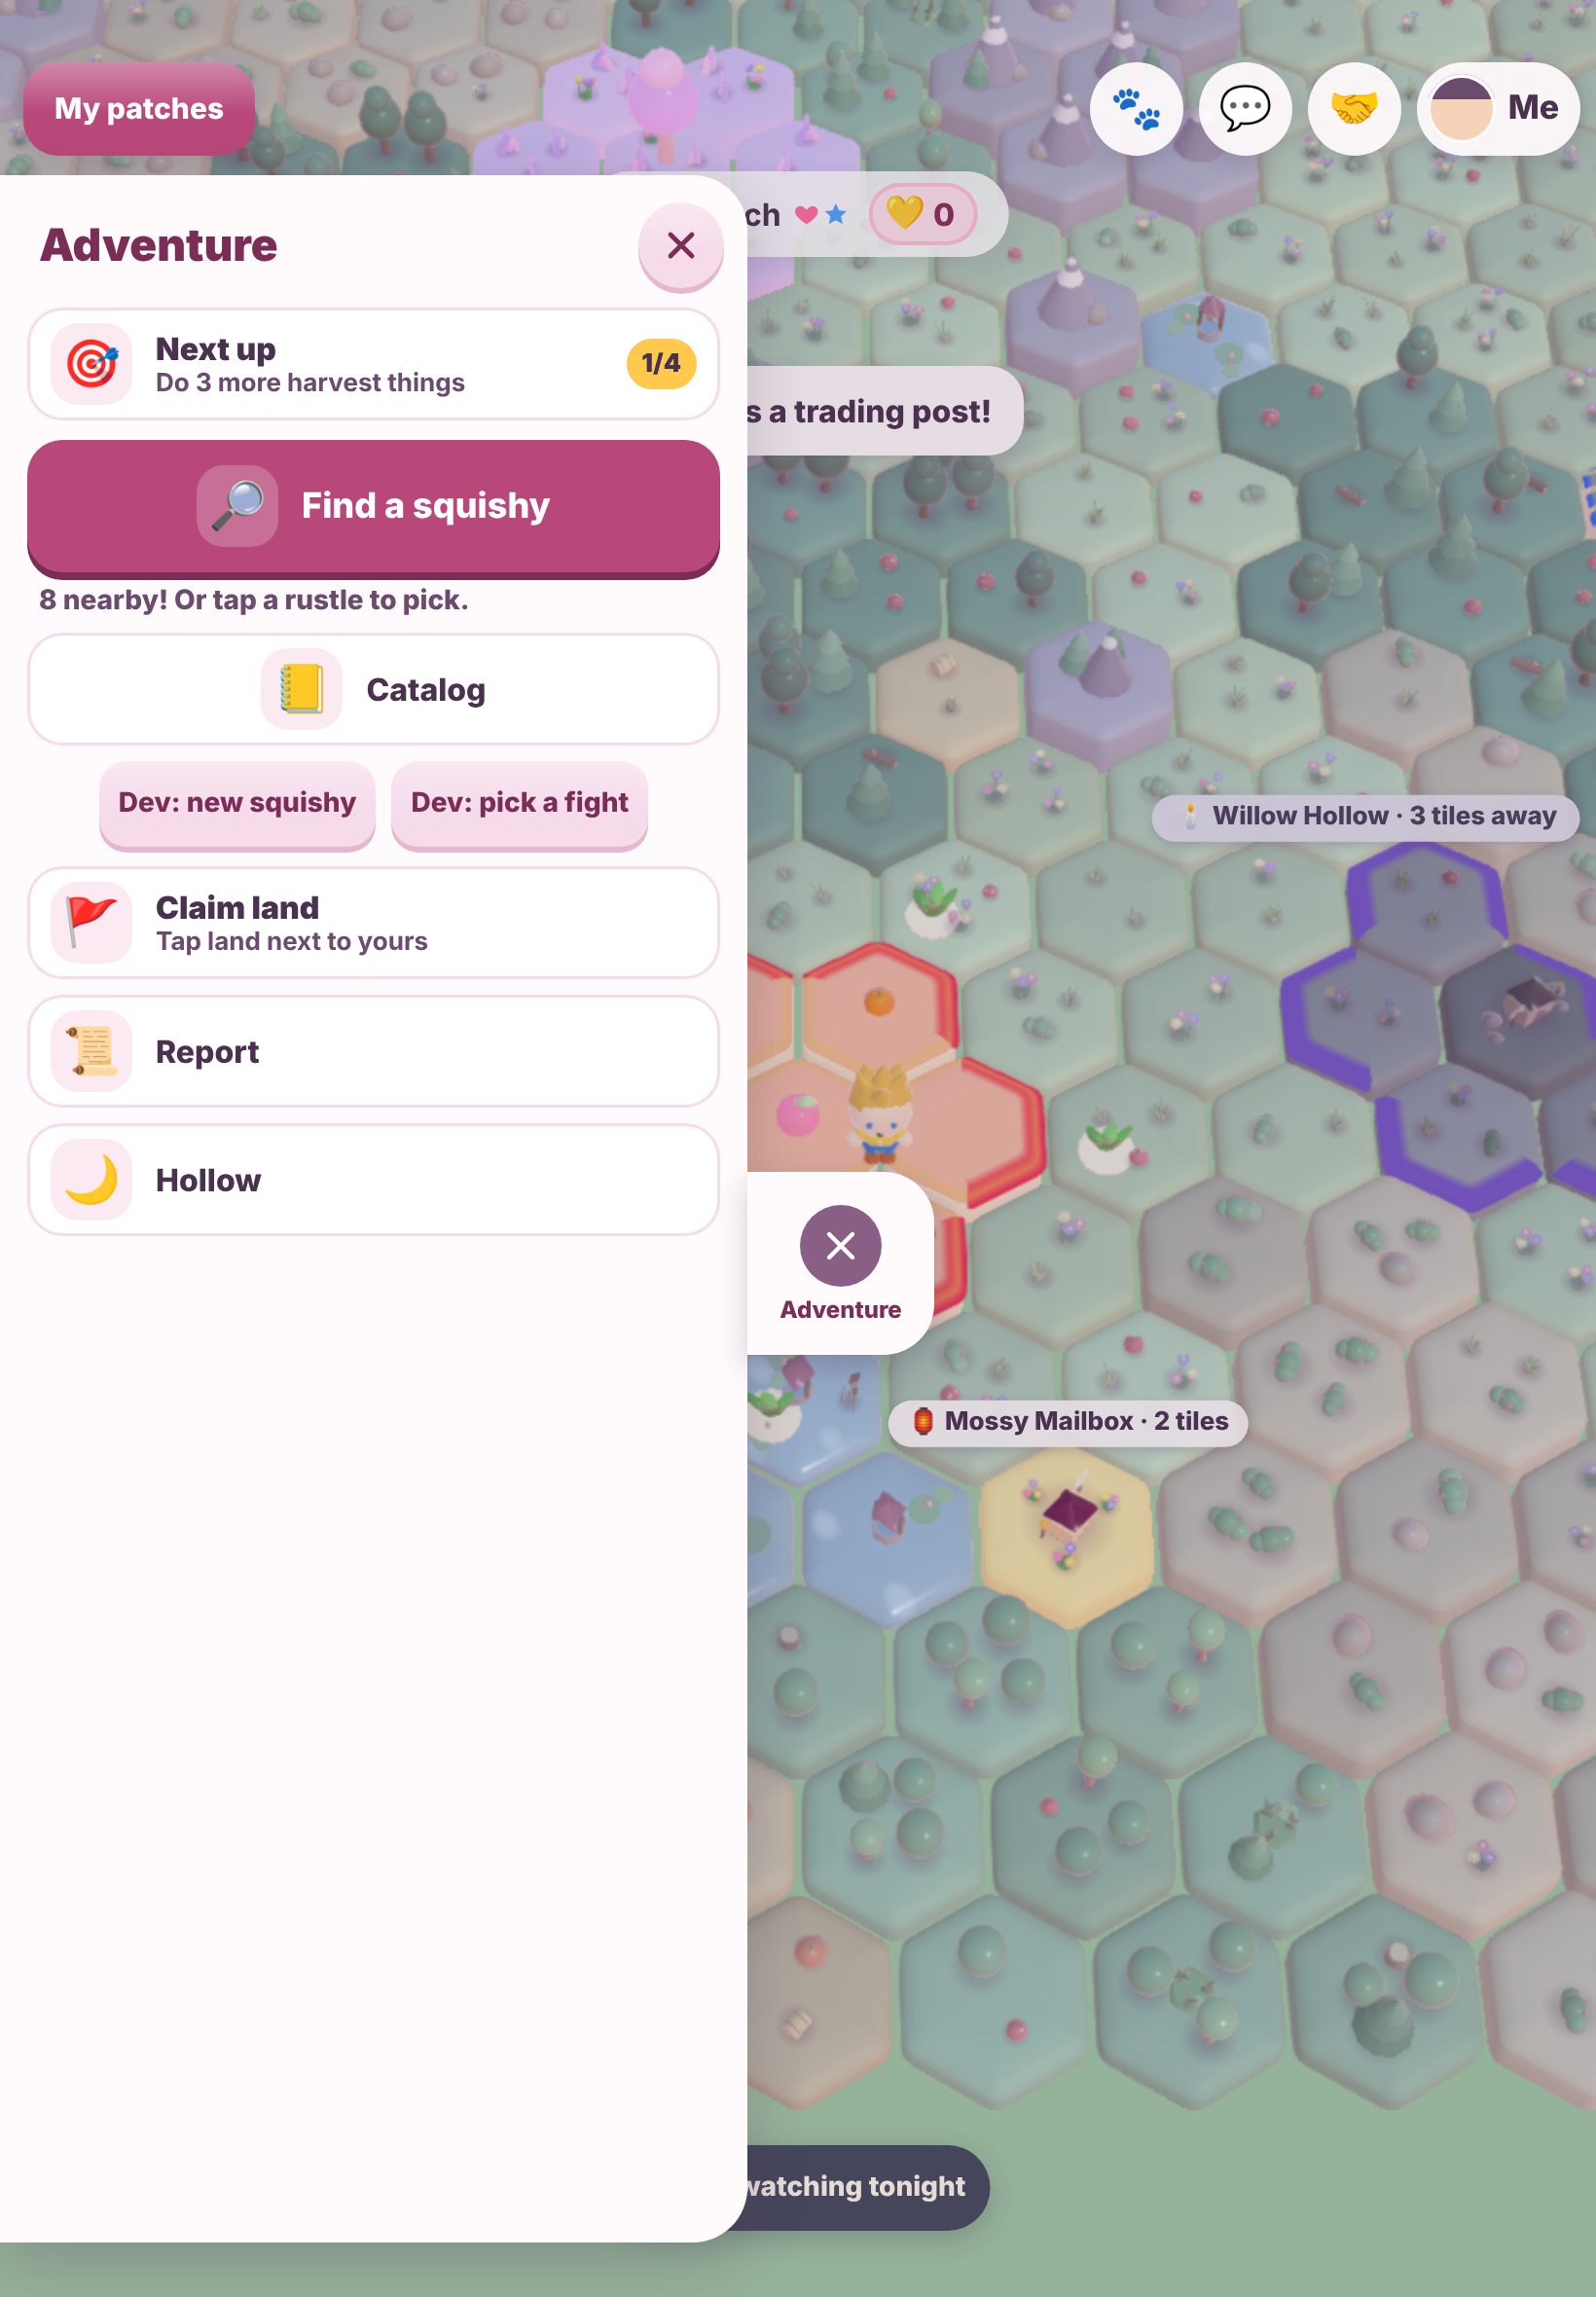 My patches
Me
ch 0
Adventure
Next up
Do 3 more harvest things
1/4
s a trading post!
Find a squishy
8 nearby! Or tap a rustle to pick.
Catalog
Dev: new squishy
Dev: pick a fight
Willow Hollow · 3 tiles away
Claim land
Tap land next to yours
Report
Hollow
Adventure
Mossy Mailbox · 2 tiles
watching tonight